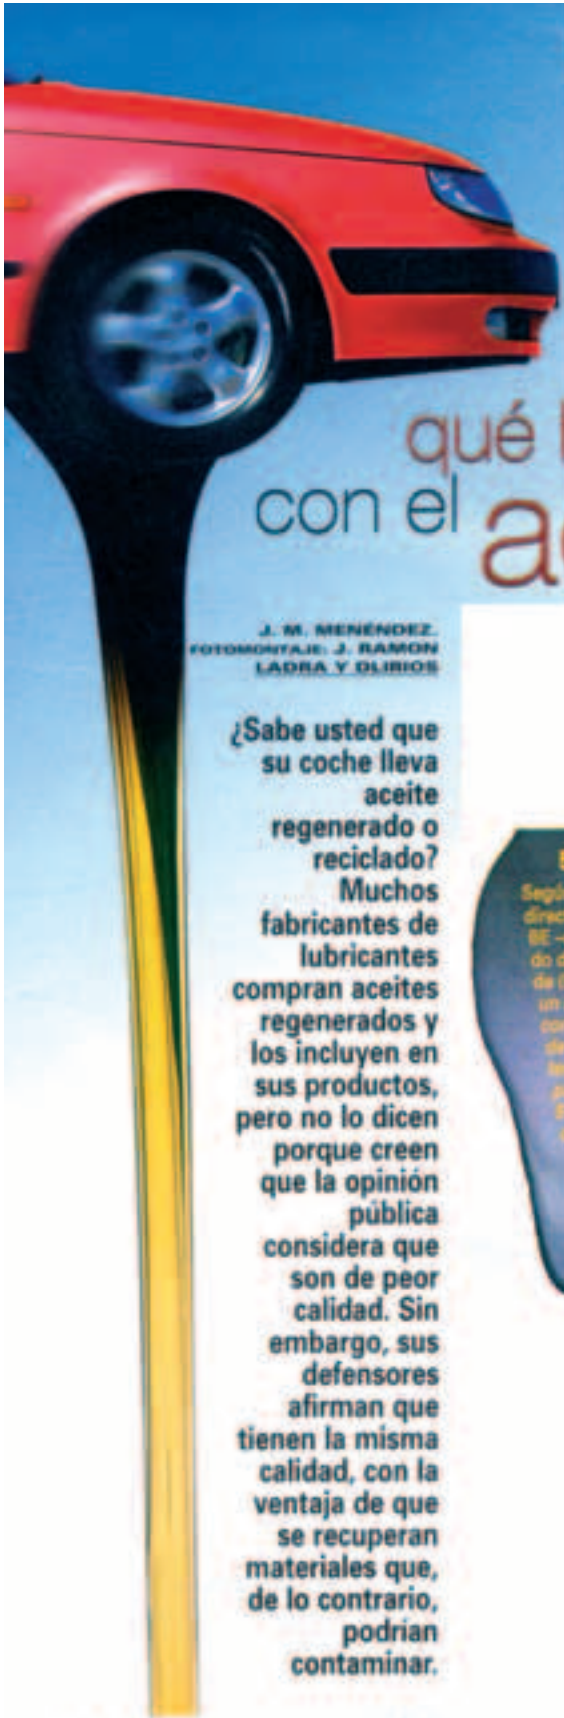 qué
con el
J. M. MENÉNDEZ.
FOTOMONTAJE: J. RAMON
LADRA Y OLIBIOS
¿Sabe usted que
su coche lleva
aceite
regenerado o
reciclado?
Muchos
fabricantes de
lubricantes
compran aceites
regenerados y
los incluyen en
sus productos,
pero no lo dicen
porque creen
que la opinión
pública
considera que
son de peor
calidad. Sin
embargo, sus
defensores
afirman que
tienen la misma
calidad, con la
ventaja de que
se recuperan
materiales que,
de lo contrario,
podrían
contaminar.